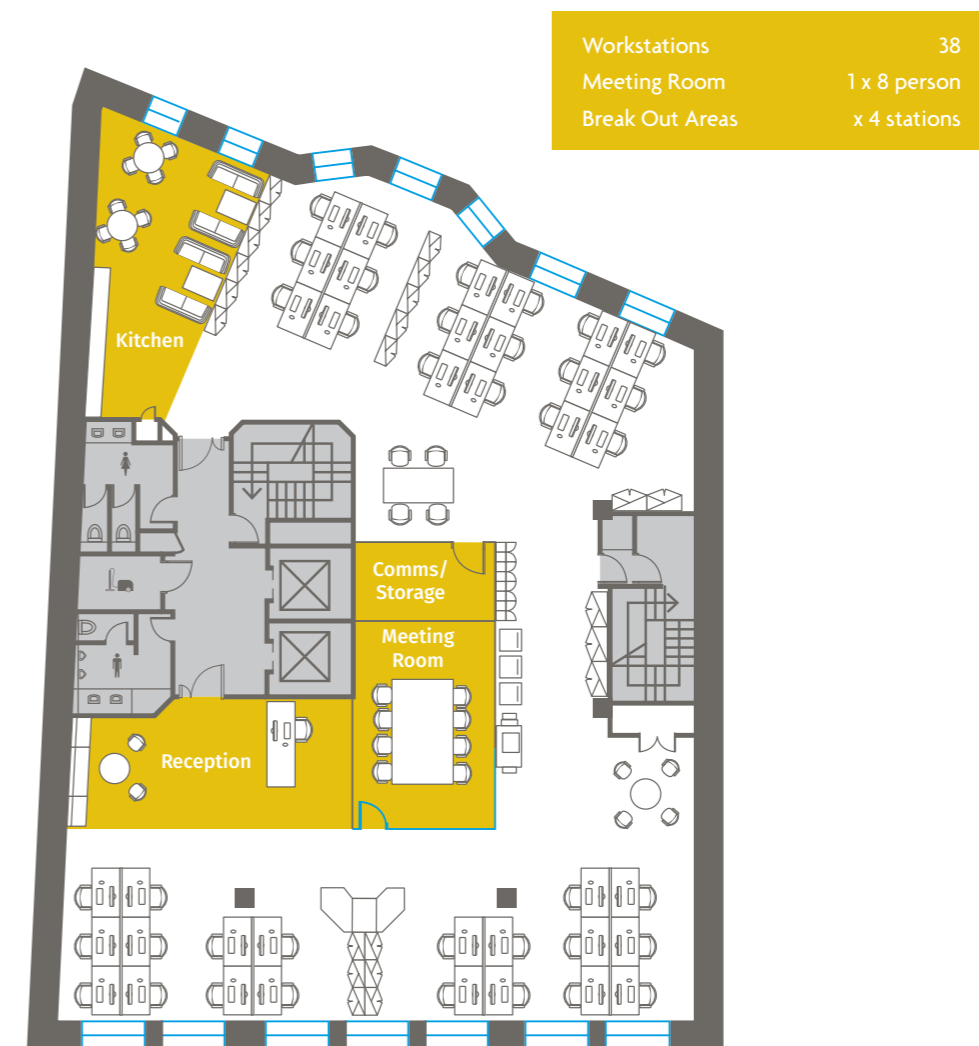 Workstations 38
Meeting Room 1 x 8 person
Break Out Areas x 4 stations
Kitchen
Comms/
Storage
Meeting
Room
Reception